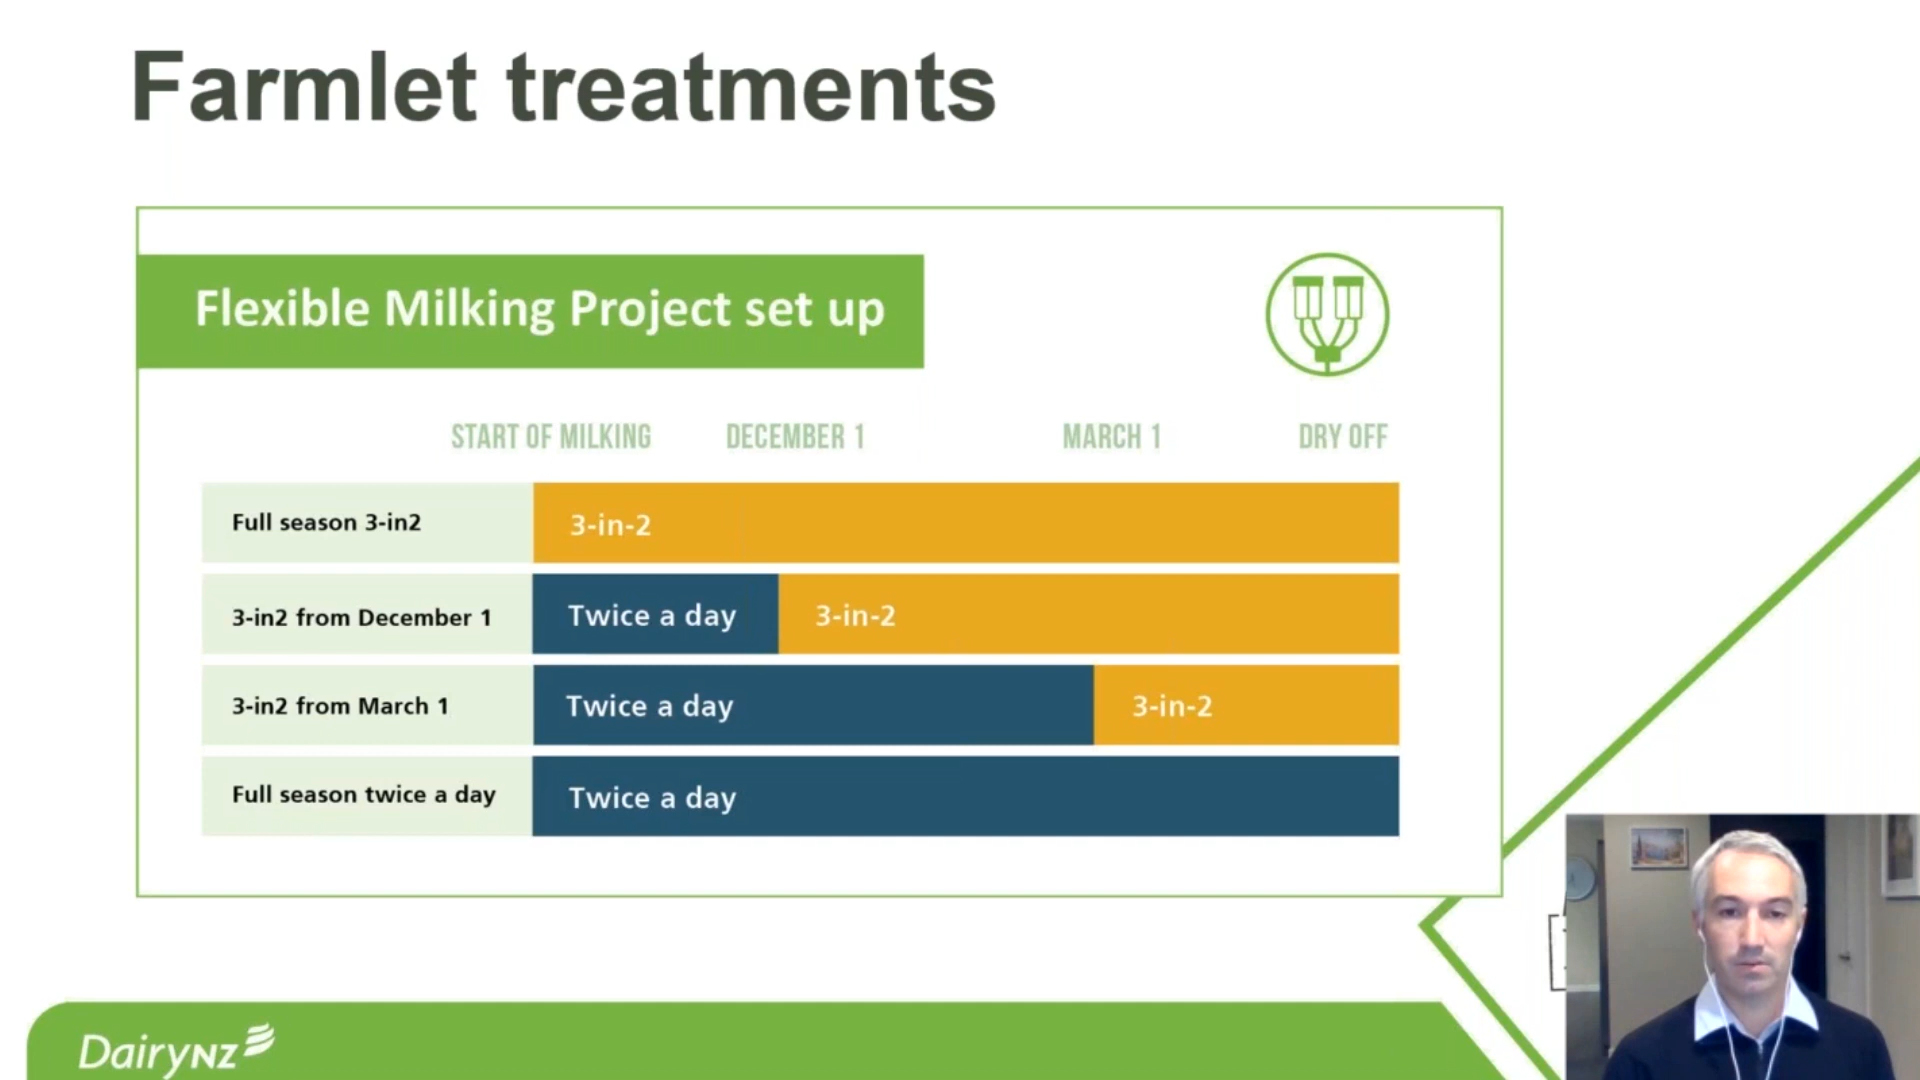 Farmlet treatments
Flexible Milking Project set up
START OF MILKING DECEMBER 1 MARCH 1 DRY OFF
Full season 3-in2 3-in-2
3-in2 from December 1 Twice a day 3-in-2
3-in2 from March 1 Twice a day 3-in-2
Full season twice a day Twice a day
DairyNZ